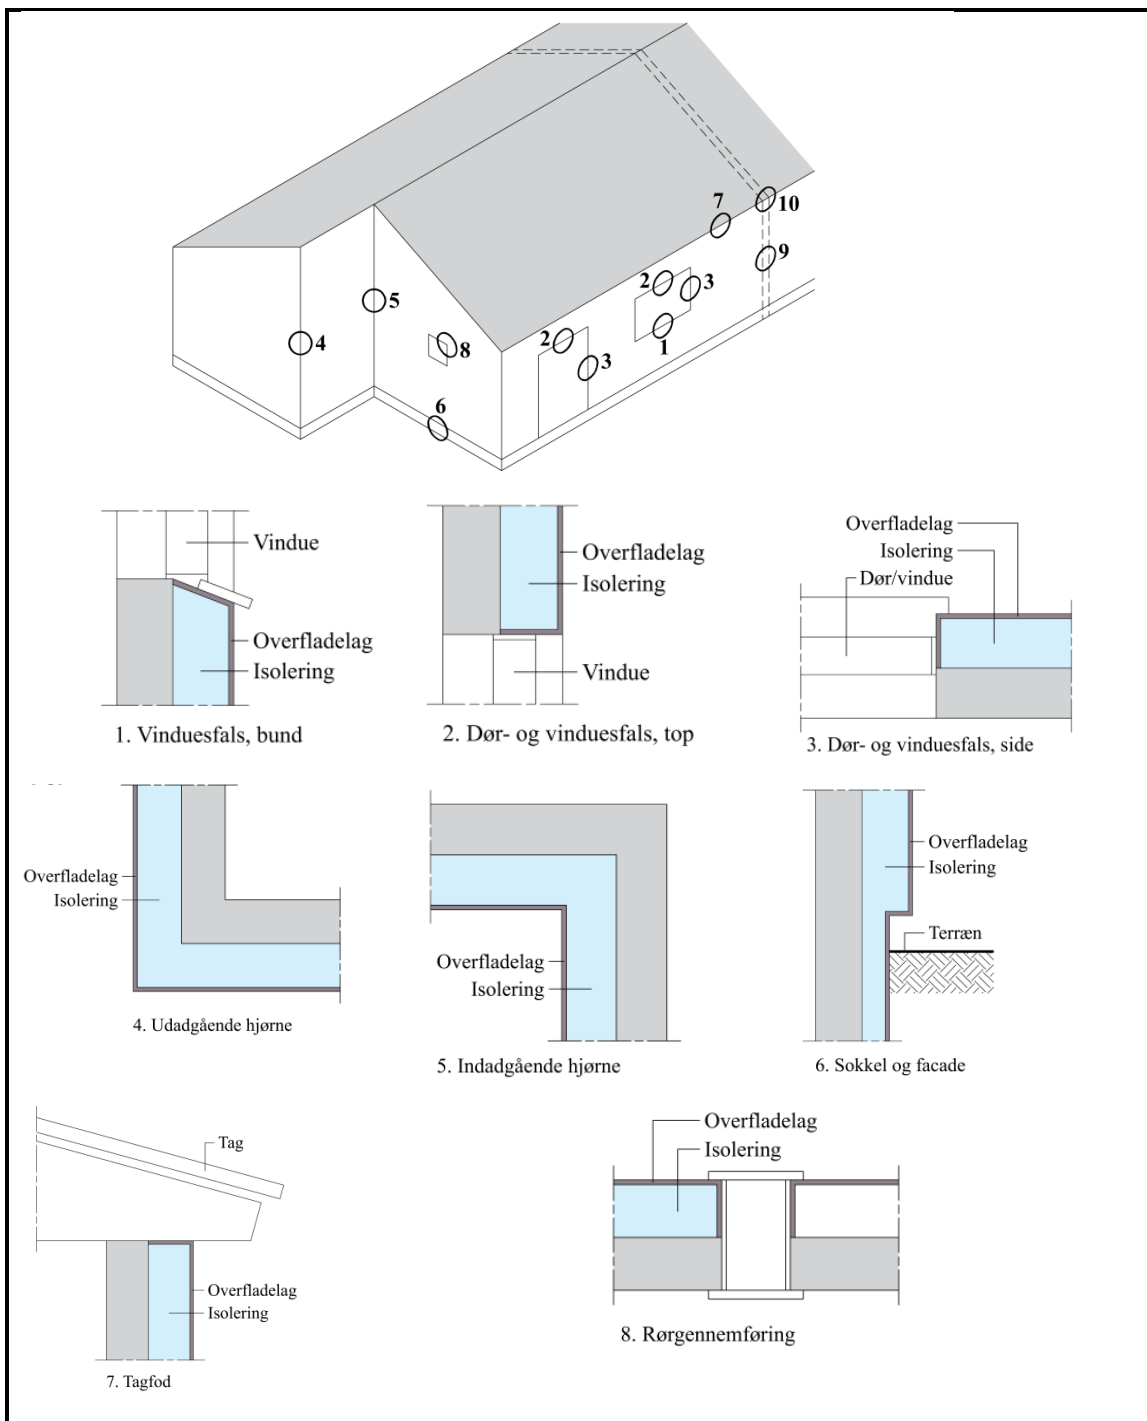 7
10
9
2
3
5
2
1
4
8
3
6
Vindue
Overfladelag
Isolering
1. Vinduesfals, bund
Overfladelag
Isolering
Vindue
2. Dør- og vinduesfals, top
Overfladelag
Isolering
Dør/vindue
3. Dør- og vinduesfals, side
Overfladelag
Isolering
4. Udadgående hjørne
Overfladelag
Isolering
5. Indadgående hjørne
Overfladelag
Isolering
Terræn
6. Sokkel og facade
Tag
Overfladelag
Isolering
7. Tagfod
Overfladelag
Isolering
8. Rørgennemføring